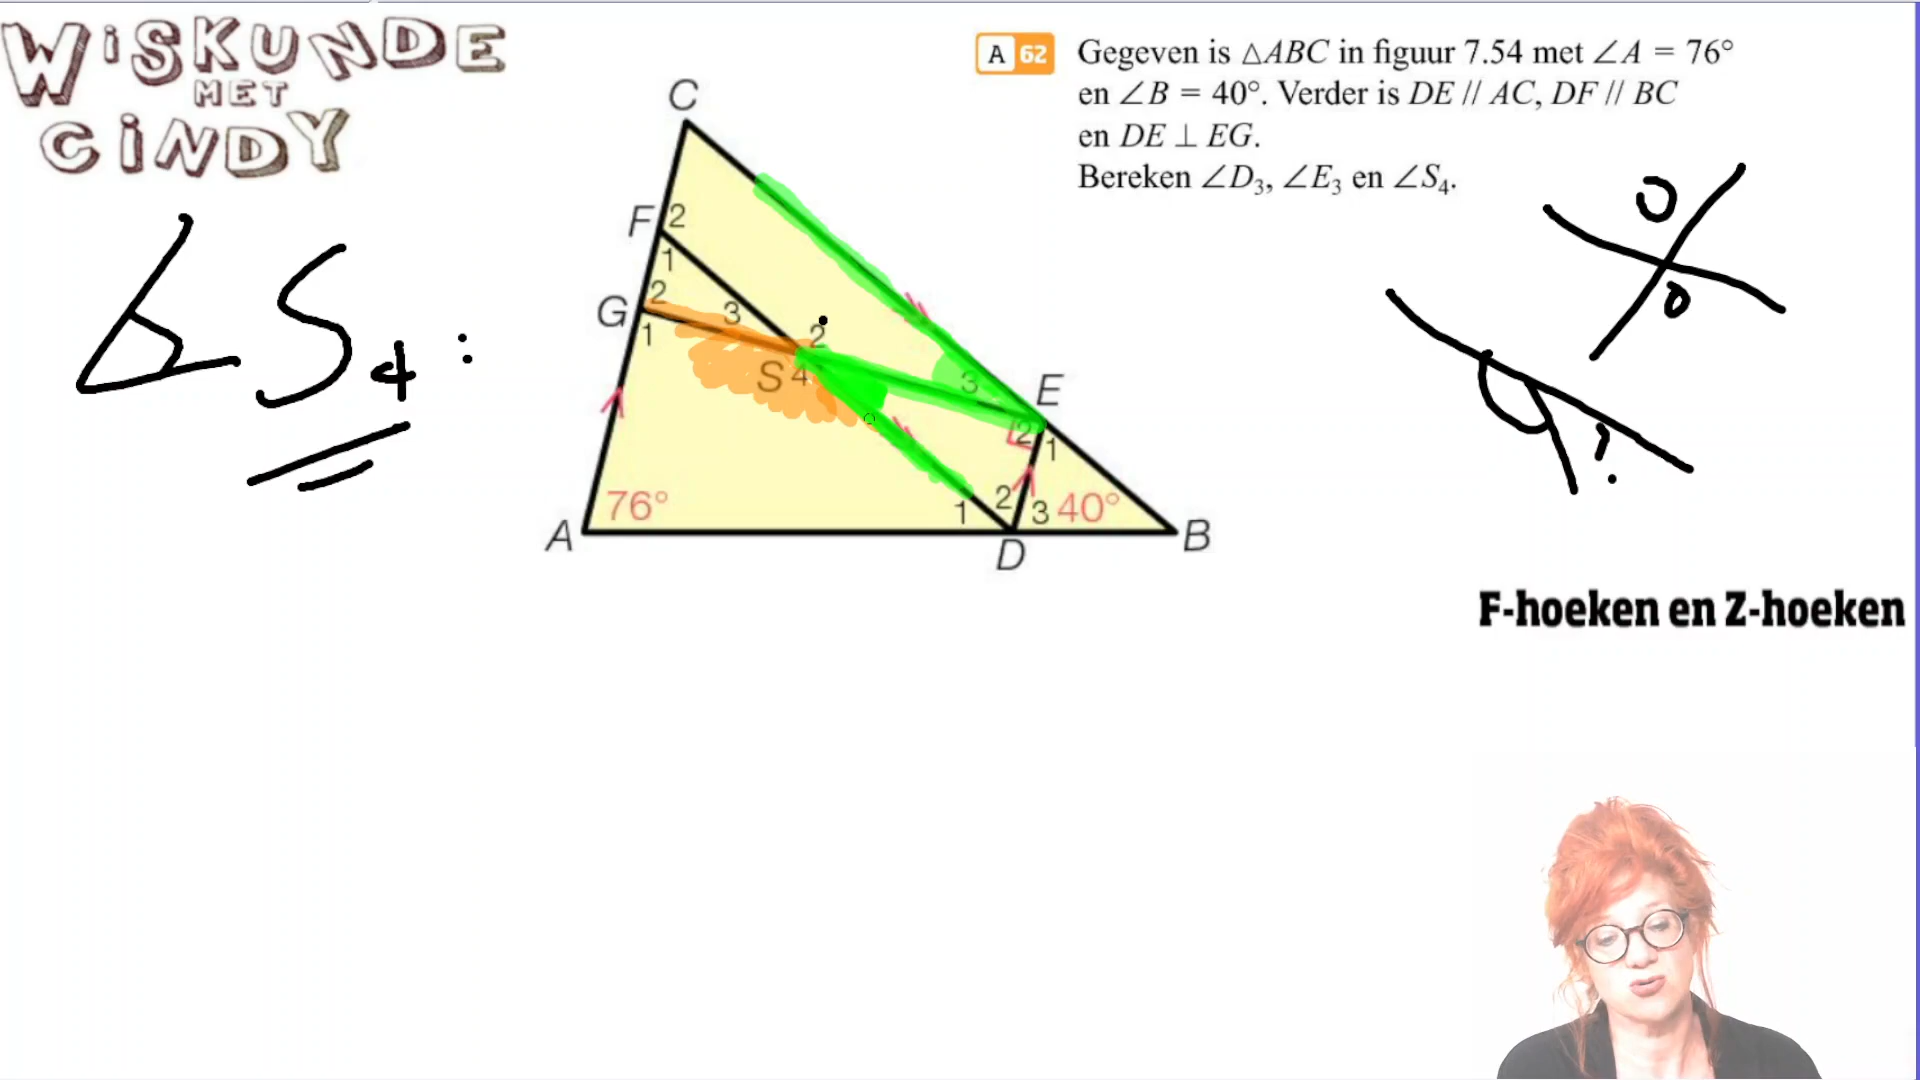 WiSKUNDE
MET
CiNDY
A 62 Gegeven is △ABC in figuur 7.54 met ∠A = 76°
en ∠B = 40°. Verder is DE // AC, DF // BC
en DE ⊥ EG.
Bereken ∠D₃, ∠E₃ en ∠S₄.
∠S₄:
C
F 2
1
G 2
1
3
2
S 4
3
E
2 1
76°
1 2 3
40°
A
D
B
O
O
?
F-hoeken en Z-hoeken